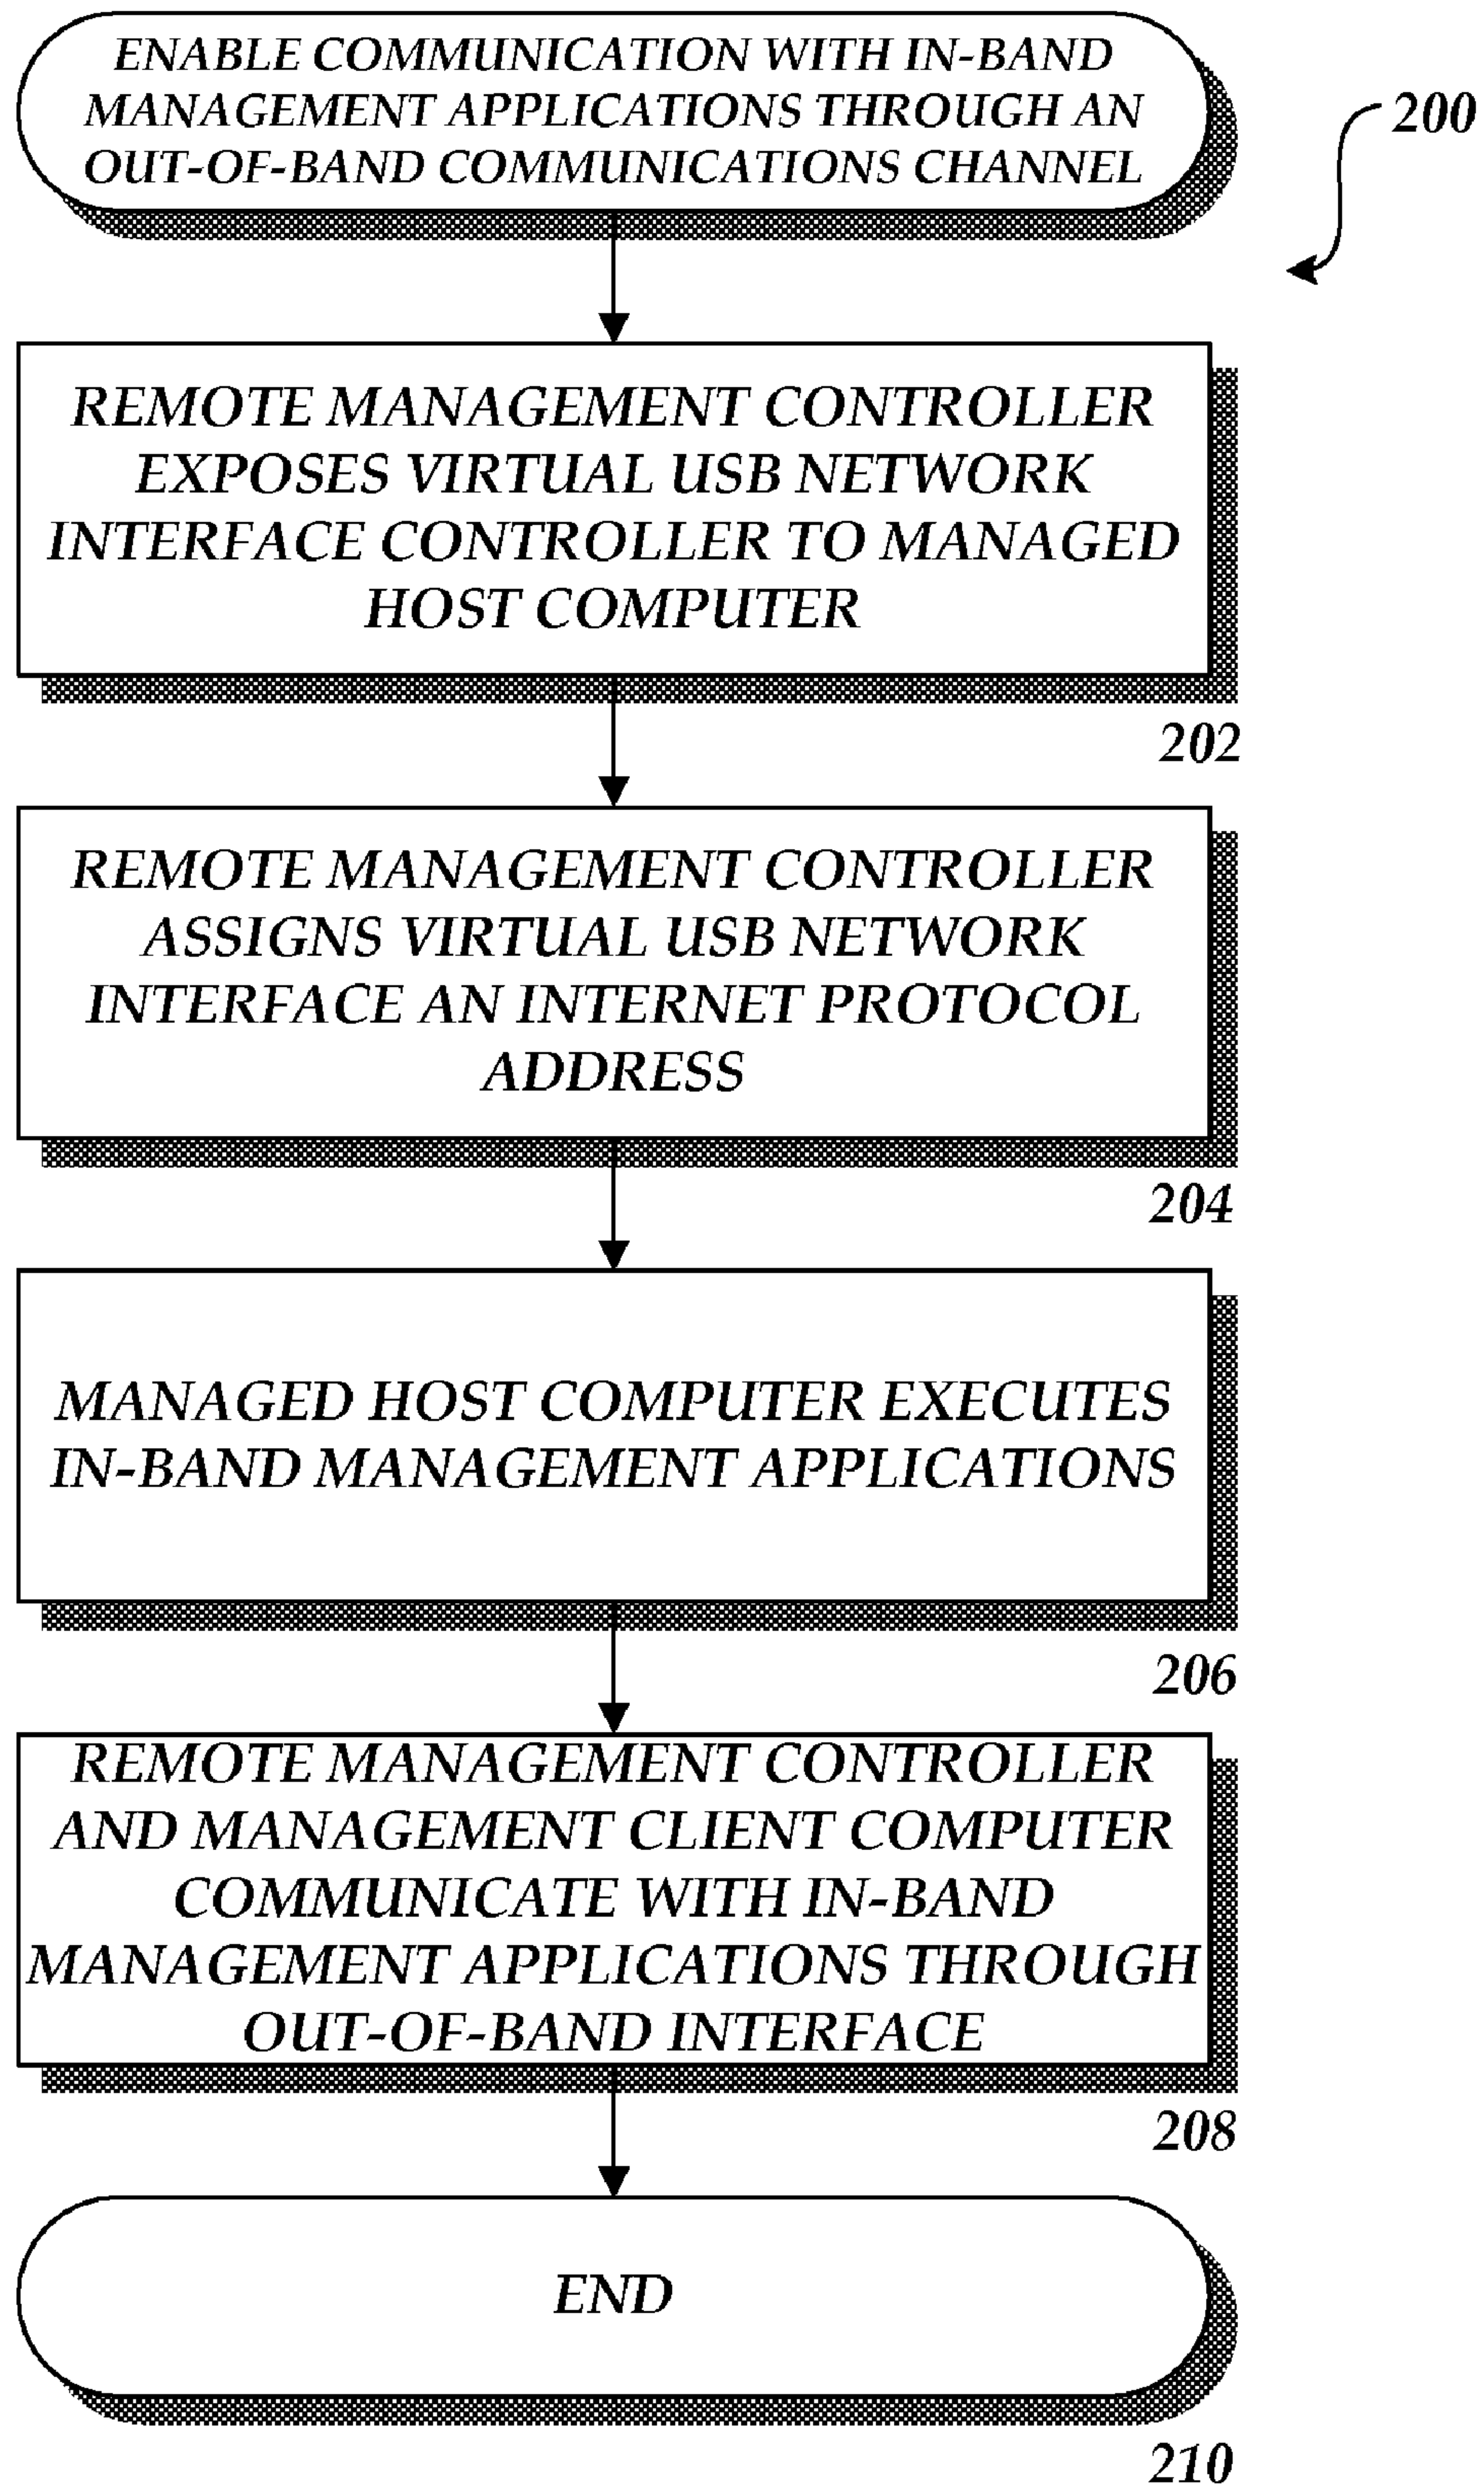 ENABLE COMMUNICATION WITH IN-BAND
MANAGEMENT APPLICATIONS THROUGH AN
OUT-OF-BAND COMMUNICATIONS CHANNEL
200
REMOTE MANAGEMENT CONTROLLER
EXPOSES VIRTUAL USB NETWORK
INTERFACE CONTROLLER TO MANAGED
HOST COMPUTER
202
REMOTE MANAGEMENT CONTROLLER
ASSIGNS VIRTUAL USB NETWORK
INTERFACE AN INTERNET PROTOCOL
ADDRESS
204
MANAGED HOST COMPUTER EXECUTES
IN-BAND MANAGEMENT APPLICATIONS
206
REMOTE MANAGEMENT CONTROLLER
AND MANAGEMENT CLIENT COMPUTER
COMMUNICATE WITH IN-BAND
MANAGEMENT APPLICATIONS THROUGH
OUT-OF-BAND INTERFACE
208
END
210